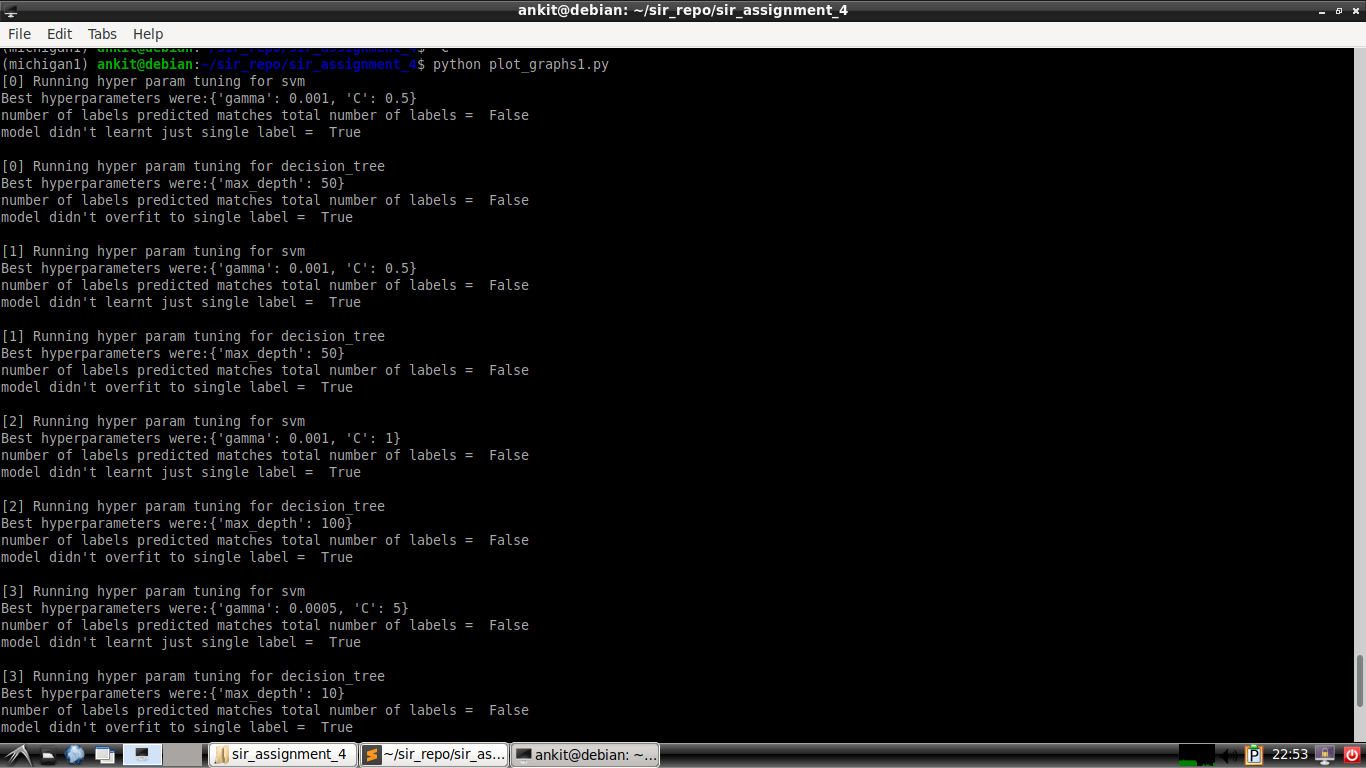 ankit@debian: ~/sir_repo/sir_assignment_4
File Edit Tabs Help
(michigan1) ankit@debian:~/sir_repo/sir_assignment_4$ ^C
(michigan1) ankit@debian:~/sir_repo/sir_assignment_4$ python plot_graphs1.py
[0] Running hyper param tuning for svm
Best hyperparameters were:{'gamma': 0.001, 'C': 0.5}
number of labels predicted matches total number of labels =  False
model didn't learnt just single label =  True
[0] Running hyper param tuning for decision_tree
Best hyperparameters were:{'max_depth': 50}
number of labels predicted matches total number of labels =  False
model didn't overfit to single label =  True
[1] Running hyper param tuning for svm
Best hyperparameters were:{'gamma': 0.001, 'C': 0.5}
number of labels predicted matches total number of labels =  False
model didn't learnt just single label =  True
[1] Running hyper param tuning for decision_tree
Best hyperparameters were:{'max_depth': 50}
number of labels predicted matches total number of labels =  False
model didn't overfit to single label =  True
[2] Running hyper param tuning for svm
Best hyperparameters were:{'gamma': 0.001, 'C': 1}
number of labels predicted matches total number of labels =  False
model didn't learnt just single label =  True
[2] Running hyper param tuning for decision_tree
Best hyperparameters were:{'max_depth': 100}
number of labels predicted matches total number of labels =  False
model didn't overfit to single label =  True
[3] Running hyper param tuning for svm
Best hyperparameters were:{'gamma': 0.0005, 'C': 5}
number of labels predicted matches total number of labels =  False
model didn't learnt just single label =  True
[3] Running hyper param tuning for decision_tree
Best hyperparameters were:{'max_depth': 10}
number of labels predicted matches total number of labels =  False
model didn't overfit to single label =  True
sir_assignment_4 ~/sir_repo/sir_as... ankit@debian: ~... P 22:53